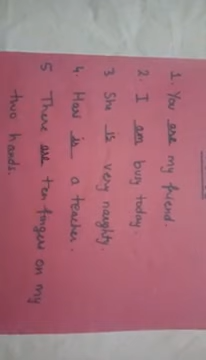 1. You are my friend.
2. I am busy today.
3 She is very naughty.
4. Hari is a teacher.
5 There are ten fingers on my
two hands.